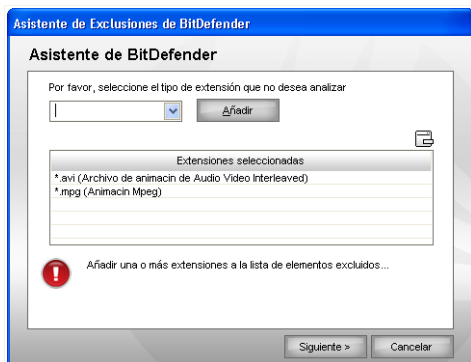 Asistente de Exclusiones de BitDefender
Asistente de BitDefender
Por favor, seleccione el tipo de extensión que no desea analizar
Añadir
Extensiones seleccionadas
*.avi (Archivo de animacin de Audio Video Interleaved)
*.mpg (Animacin Mpeg)
Añadir una o más extensiones a la lista de elementos excluidos...
Siguiente > Cancelar